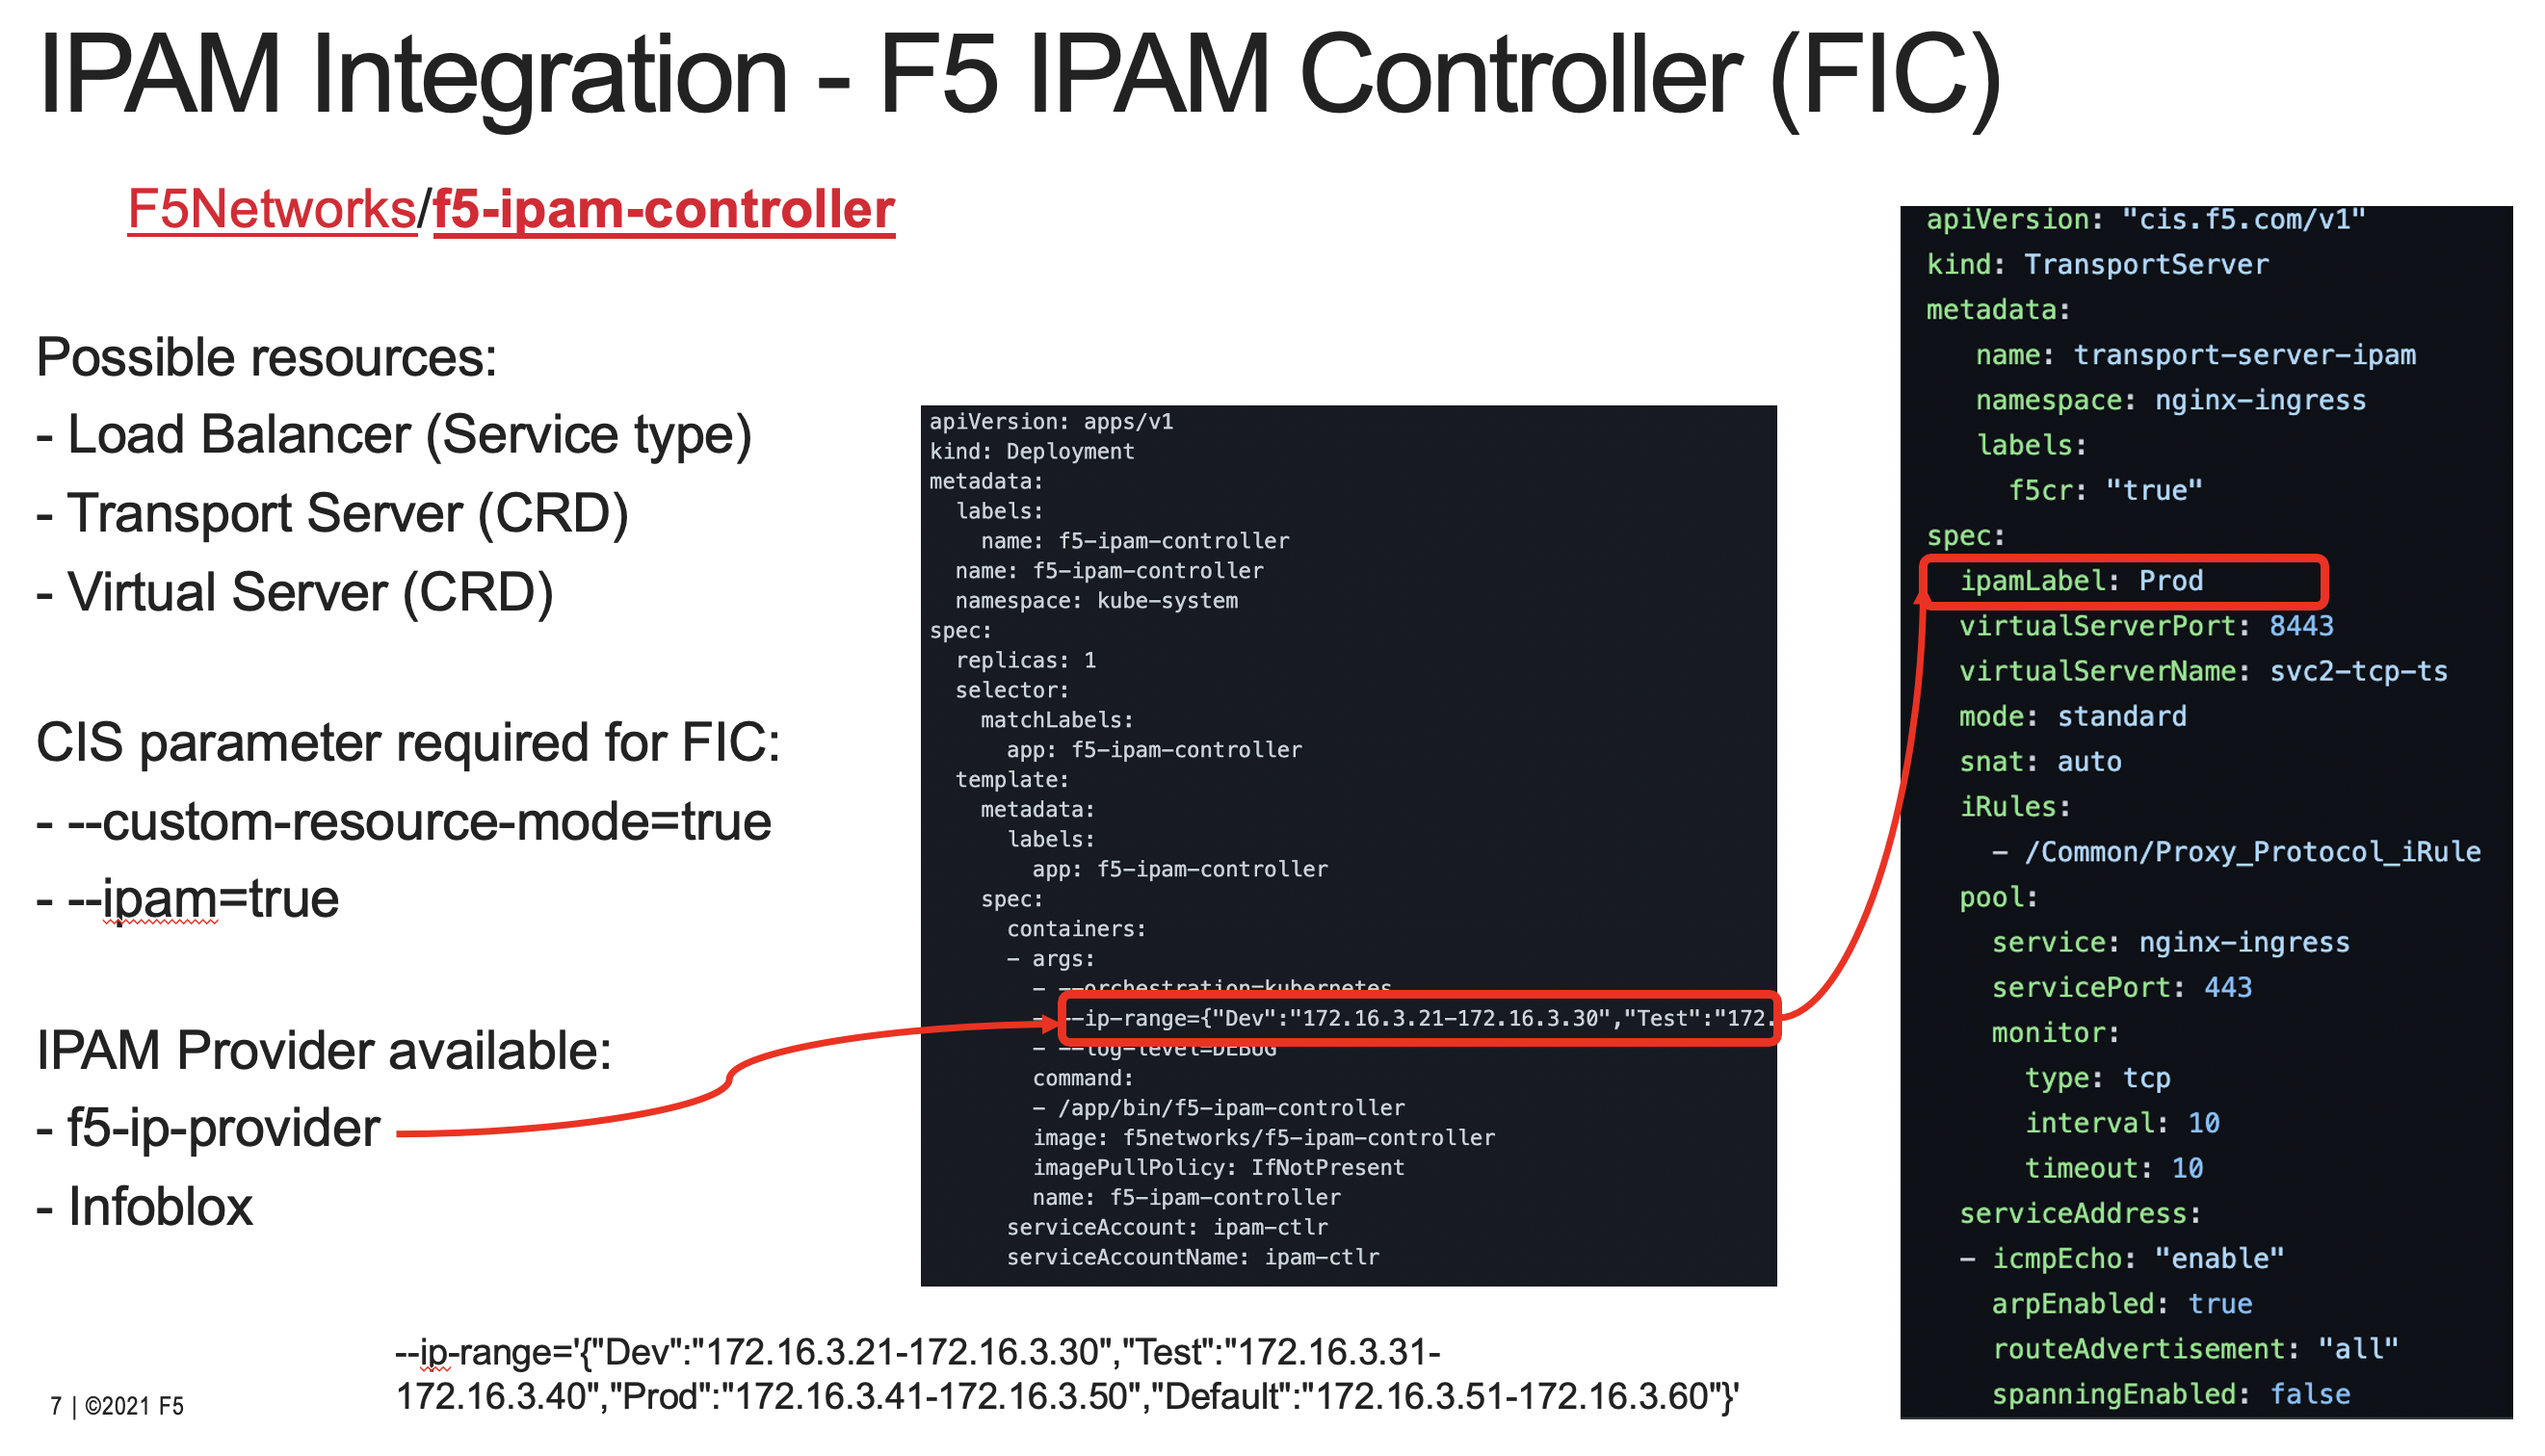 IPAM Integration - F5 IPAM Controller (FIC)
F5Networks/f5-ipam-controller
Possible resources:
- Load Balancer (Service type)
- Transport Server (CRD)
- Virtual Server (CRD)
CIS parameter required for FIC:
- --custom-resource-mode=true
- --ipam=true
IPAM Provider available:
- f5-ip-provider
- Infoblox
apiVersion: apps/v1
kind: Deployment
metadata:
  labels:
    name: f5-ipam-controller
  name: f5-ipam-controller
  namespace: kube-system
spec:
  replicas: 1
  selector:
    matchLabels:
      app: f5-ipam-controller
  template:
    metadata:
      labels:
        app: f5-ipam-controller
    spec:
      containers:
      - args:
        - --orchestration=kubernetes
        - --ip-range={"Dev":"172.16.3.21-172.16.3.30","Test":"172.
        - --log-level=DEBUG
        command:
        - /app/bin/f5-ipam-controller
        image: f5networks/f5-ipam-controller
        imagePullPolicy: IfNotPresent
        name: f5-ipam-controller
      serviceAccount: ipam-ctlr
      serviceAccountName: ipam-ctlr
apiVersion: "cis.f5.com/v1"
kind: TransportServer
metadata:
   name: transport-server-ipam
   namespace: nginx-ingress
   labels:
     f5cr: "true"
spec:
  ipamLabel: Prod
  virtualServerPort: 8443
  virtualServerName: svc2-tcp-ts
  mode: standard
  snat: auto
  iRules:
    - /Common/Proxy_Protocol_iRule
  pool:
    service: nginx-ingress
    servicePort: 443
    monitor:
      type: tcp
      interval: 10
      timeout: 10
  serviceAddress:
  - icmpEcho: "enable"
    arpEnabled: true
    routeAdvertisement: "all"
    spanningEnabled: false
--ip-range='{"Dev":"172.16.3.21-172.16.3.30","Test":"172.16.3.31-
172.16.3.40","Prod":"172.16.3.41-172.16.3.50","Default":"172.16.3.51-172.16.3.60"}'
7 | ©2021 F5